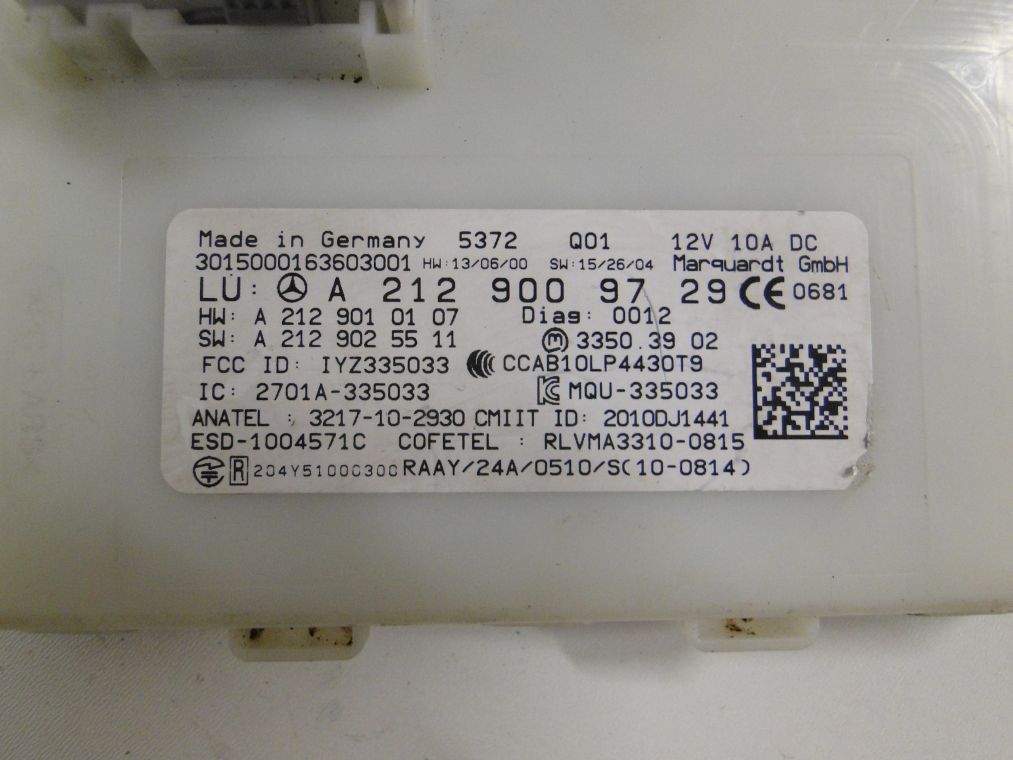 Made in Germany 5372 Q01 12V 10A DC
3015000163603001 HW:13/06/00 SW:15/26/04 Marquardt GmbH
LU: A 212 900 97 29 CE 0681
HW: A 212 901 01 07 Diag: 0012
SW: A 212 902 55 11 M 3350.39 02
FCC ID: IYZ335033 CCAB10LP4430T9
IC: 2701A-335033 MQU-335033
ANATEL : 3217-10-2930 CMIIT ID: 2010DJ1441
ESD-1004571C COFETEL : RLVMA3310-0815
R RAAY/24A/0510/S(10-0814)